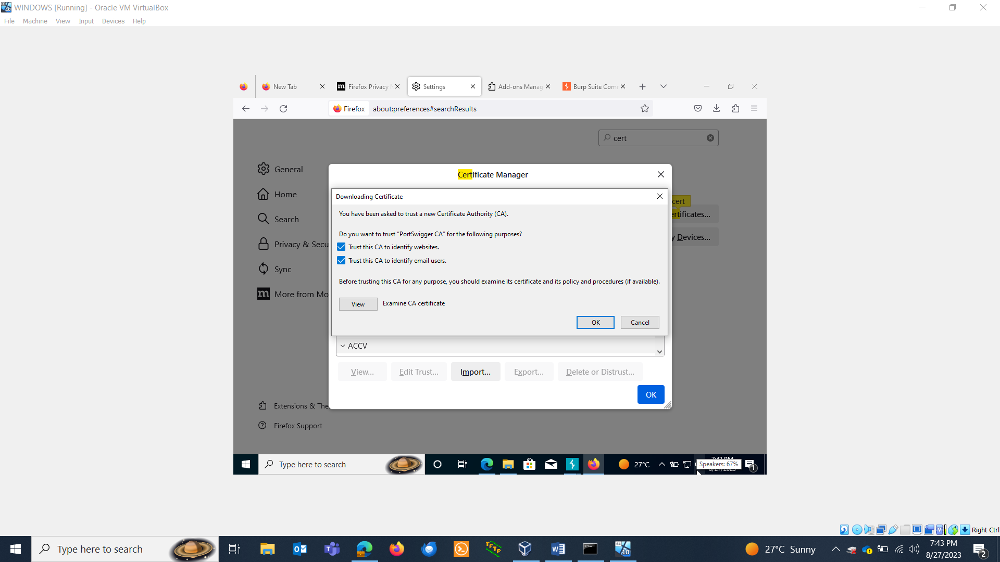 WINDOWS [Running] - Oracle VM VirtualBox
File Machine View Input Devices Help
New Tab
Firefox Privacy
Settings
Add-ons Manag
Burp Suite Com
Firefox about:preferences#searchResults
cert
General
Home
Search
Privacy & Secu
Sync
More from Mo
Extensions & The
Firefox Support
cert
ertificates...
y Devices...
Certificate Manager
Downloading Certificate
You have been asked to trust a new Certificate Authority (CA).
Do you want to trust “PortSwigger CA” for the following purposes?
Trust this CA to identify websites.
Trust this CA to identify email users.
Before trusting this CA for any purpose, you should examine its certificate and its policy and procedures (if available).
View Examine CA certificate
OK Cancel
ACCV
View... Edit Trust... Import... Export... Delete or Distrust...
OK
Type here to search
27°C
7:43 PM
8/27/2023
Speakers: 67%
1
Right Ctrl
Type here to search
27°C Sunny
7:43 PM
8/27/2023
2